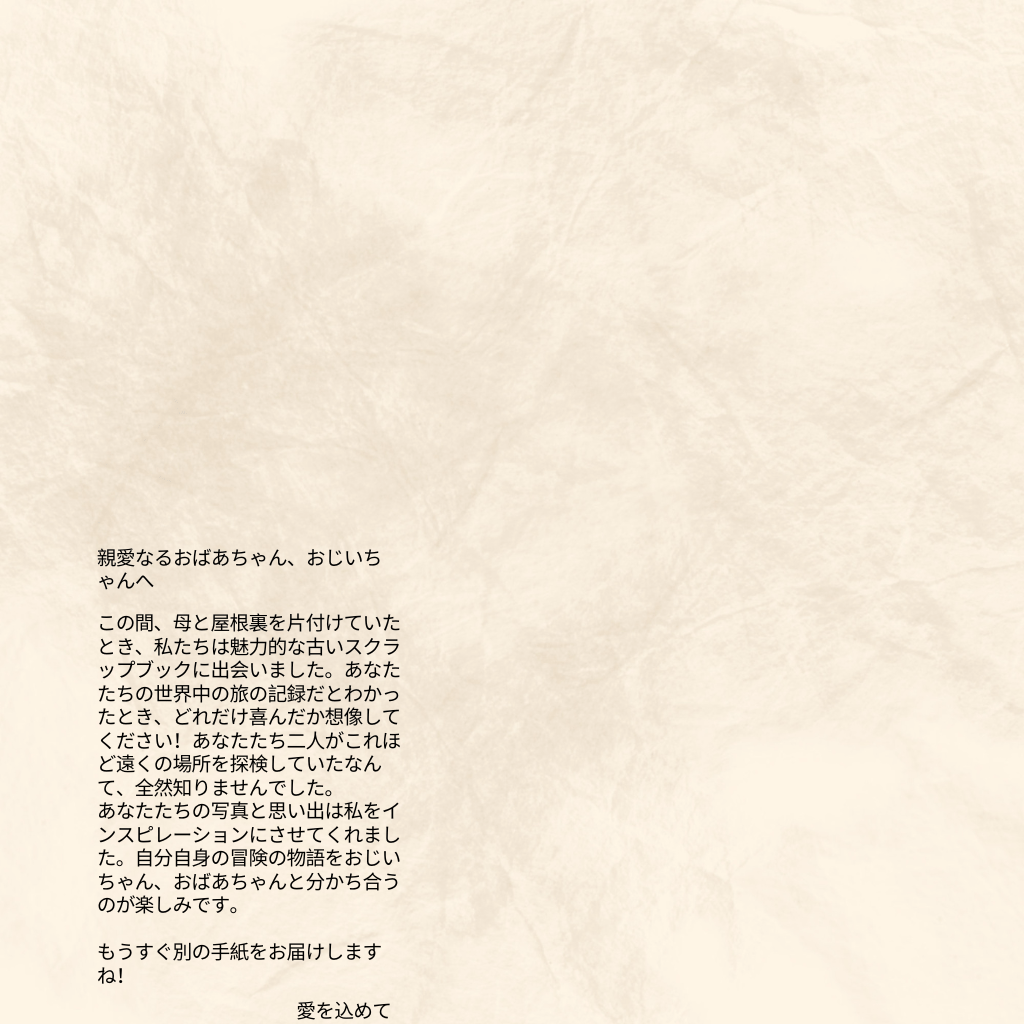 親愛なるおばあちゃん、おじいち
ゃんへ
この間、母と屋根裏を片付けていた
とき、私たちは魅力的な古いスクラ
ップブックに出会いました。あなた
たちの世界中の旅の記録だとわかっ
たとき、どれだけ喜んだか想像して
ください！あなたたち二人がこれほ
ど遠くの場所を探検していたなん
て、全然知りませんでした。
あなたたちの写真と思い出は私をイ
ンスピレーションにさせてくれまし
た。自分自身の冒険の物語をおじい
ちゃん、おばあちゃんと分かち合う
のが楽しみです。
もうすぐ別の手紙をお届けします
ね！
愛を込めて